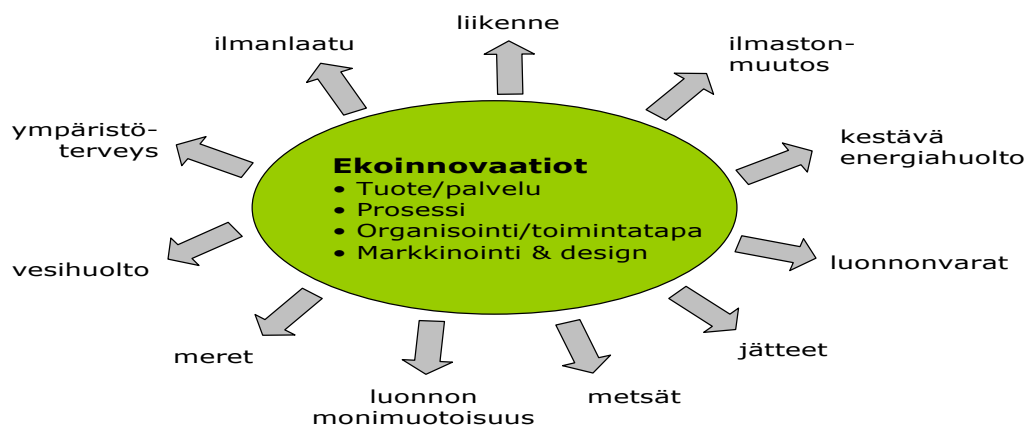 liikenne
ilmanlaatu
ilmaston-
muutos
ympäristö-
terveys
kestävä
energiahuolto
Ekoinnovaatiot
• Tuote/palvelu
• Prosessi
• Organisointi/toimintatapa
• Markkinointi & design
vesihuolto
luonnonvarat
meret
jätteet
luonnon
monimuotoisuus
metsät